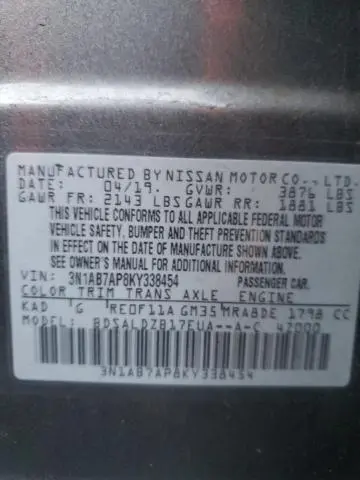 MANUFACTURED BY NISSAN MOTOR CO., LTD.
DATE: 04/19. GVWR: 3876 LBS
GAWR FR: 2143 LBS GAWR RR: 1881 LBS
THIS VEHICLE CONFORMS TO ALL APPLICABLE FEDERAL MOTOR
VEHICLE SAFETY, BUMPER AND THEFT PREVENTION STANDARDS
IN EFFECT ON THE DATE OF MANUFACTURE SHOWN ABOVE.
SEE OWNER'S MANUAL FOR ADDITIONAL INFORMATION.
VIN: 3N1AB7AP8KY338454 PASSENGER CAR.
COLOR TRIM TRANS AXLE ENGINE
KAD G RE0F11A GM35 MRA8DE 1798 CC
MODEL: BDSALDZB17EUA--A-C 42000
3N1AB7AP8KY338454